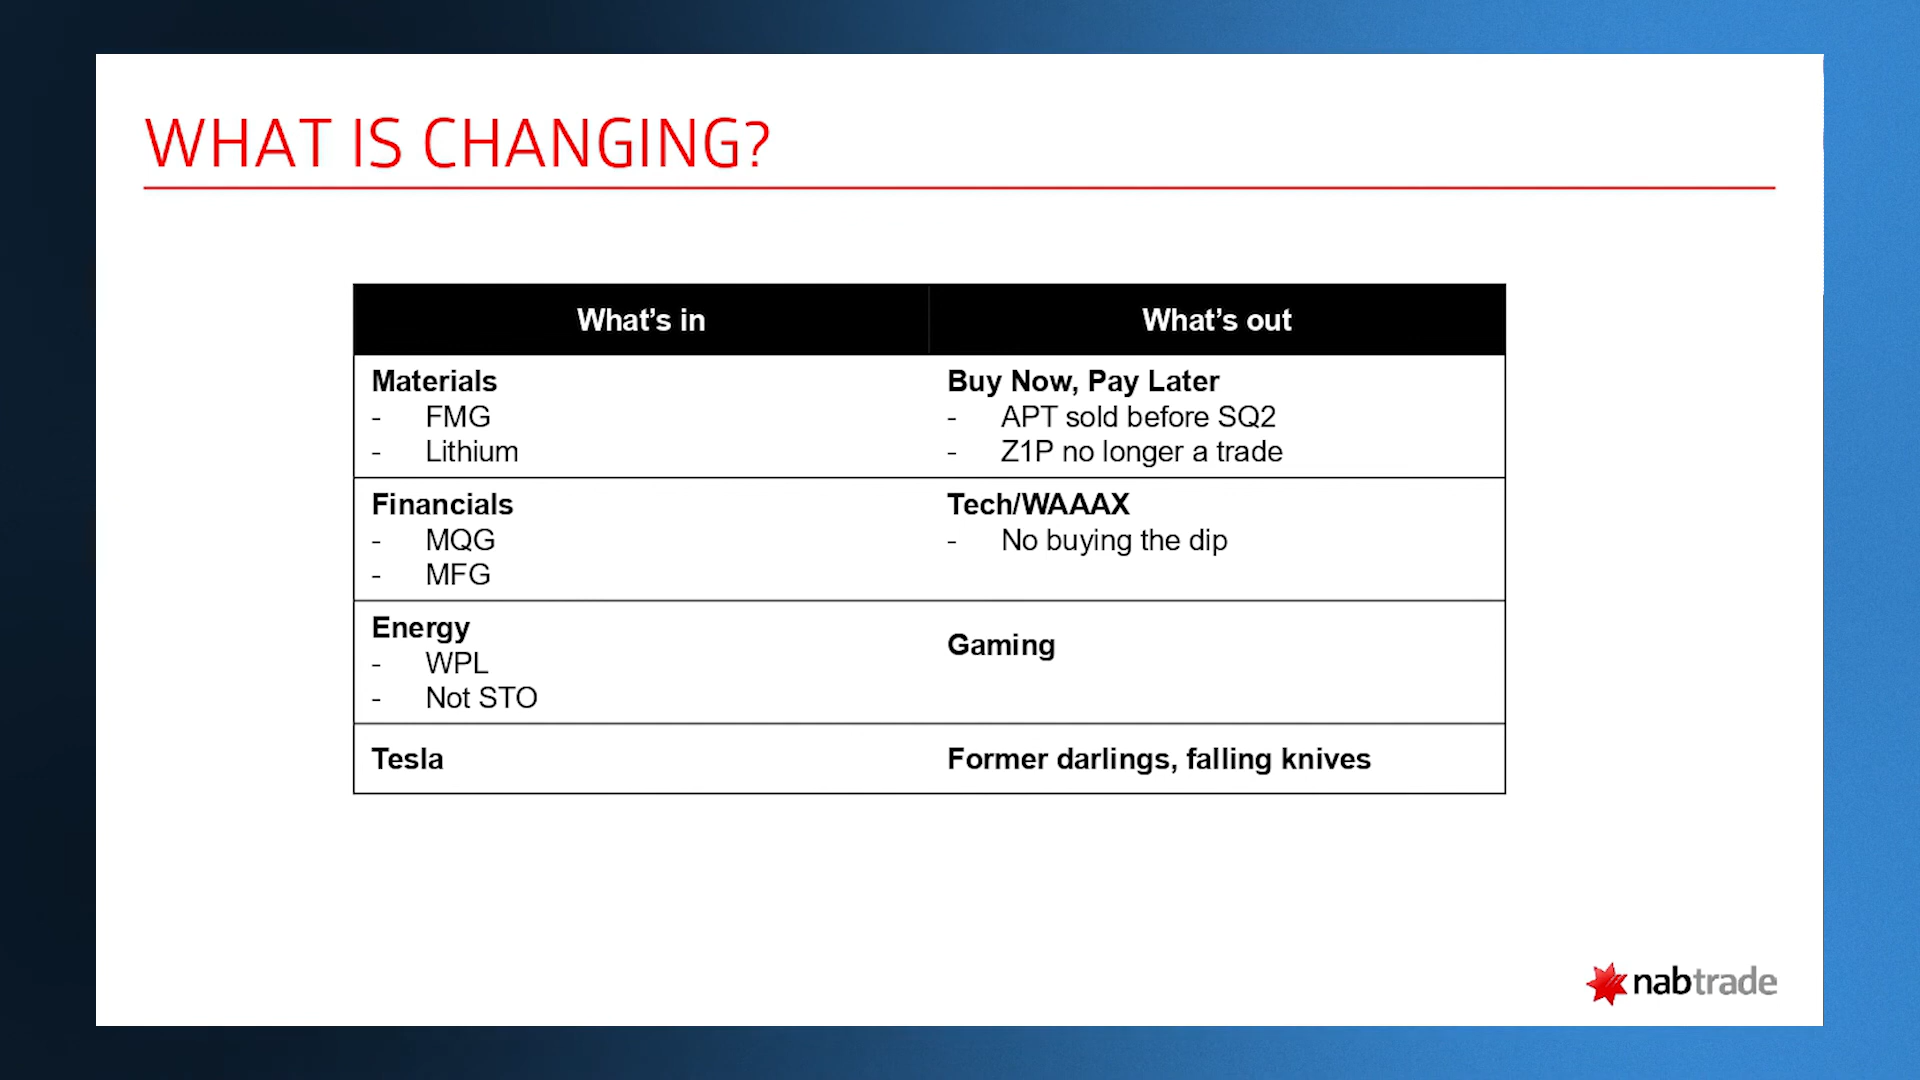 WHAT IS CHANGING?
What's in
What's out
Materials
- FMG
- Lithium
Buy Now, Pay Later
- APT sold before SQ2
- Z1P no longer a trade
Financials
- MQG
- MFG
Tech/WAAAX
- No buying the dip
Energy
- WPL
- Not STO
Gaming
Tesla
Former darlings, falling knives
nabtrade